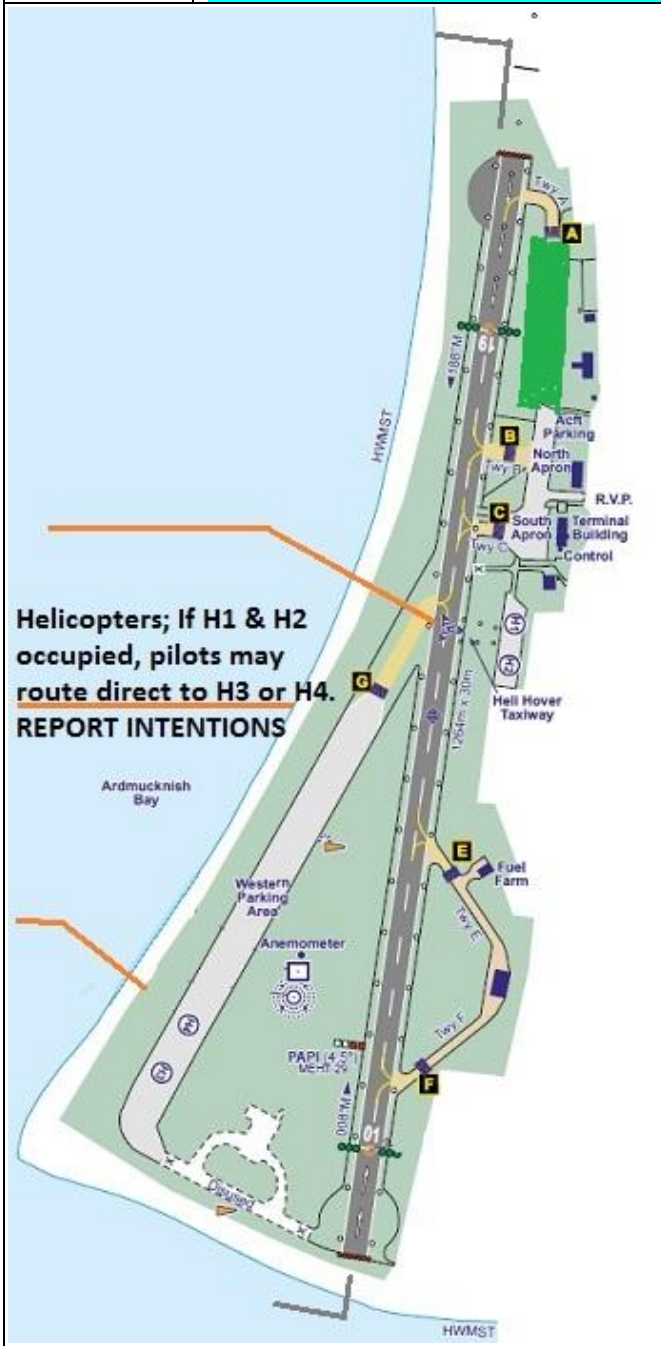 Twy A
A
19
188°M
HWMST
Acft
Parking
B
North
Apron
Twy B
R.V.P.
C
South
Apron
Terminal
Building
Twy C
Control
X
Helicopters; If H1 & H2
occupied, pilots may
route direct to H3 or H4.
REPORT INTENTIONS
H1
H2
G
Heli Hover
Taxiway
1264m x 30m
Ardmucknish
Bay
E
Fuel
Farm
Western
Parking
Area
Twy E
Anemometer
H4
H3
Twy F
PAPI (4.5°)
MEHT 29
F
008°M
01
X
Disused
X
HWMST